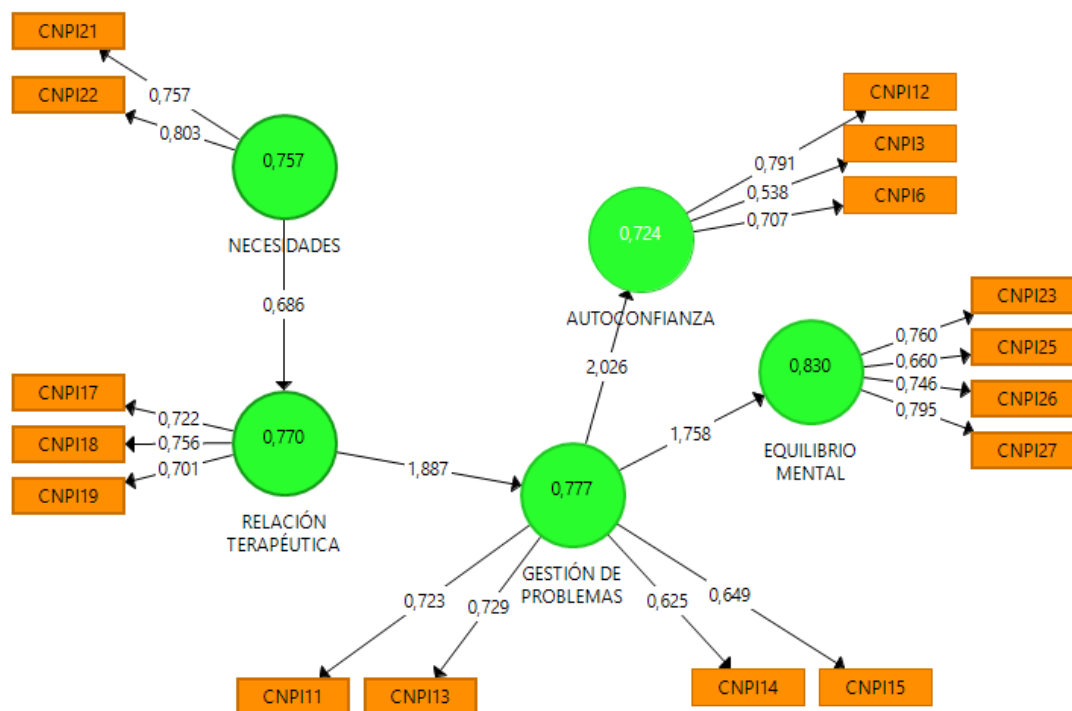 CNPI21
CNPI22
0,757
0,803
0,757
NECESIDADES
0,686
CNPI12
CNPI3
CNPI6
0,791
0,538
0,707
0,724
AUTOCONFIANZA
2,026
CNPI23
CNPI25
CNPI26
CNPI27
0,760
0,660
0,746
0,795
0,830
EQUILIBRIO
MENTAL
1,758
CNPI17
CNPI18
CNPI19
0,722
0,756
0,701
0,770
RELACIÓN
TERAPÉUTICA
1,887
0,777
GESTIÓN DE
PROBLEMAS
0,723
0,729
0,625
0,649
CNPI11
CNPI13
CNPI14
CNPI15